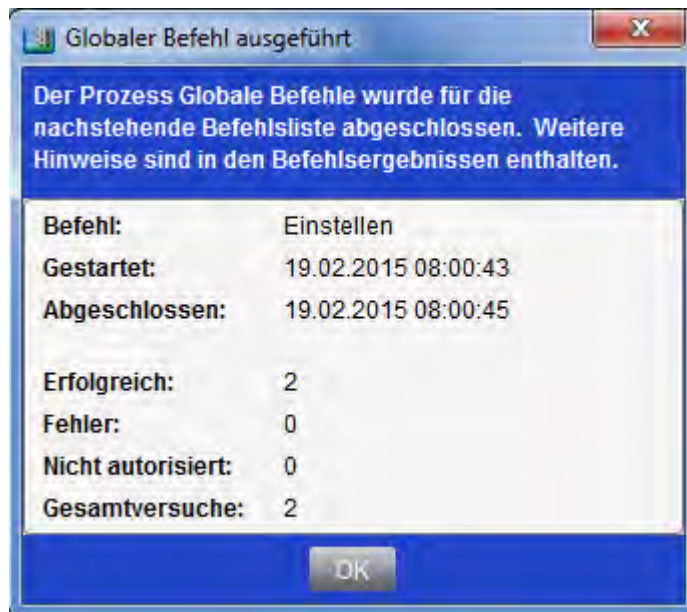 Globaler Befehl ausgeführt
Der Prozess Globale Befehle wurde für die
nachstehende Befehlsliste abgeschlossen. Weitere
Hinweise sind in den Befehlsergebnissen enthalten.
Befehl: Einstellen
Gestartet: 19.02.2015 08:00:43
Abgeschlossen: 19.02.2015 08:00:45
Erfolgreich: 2
Fehler: 0
Nicht autorisiert: 0
Gesamtversuche: 2
OK